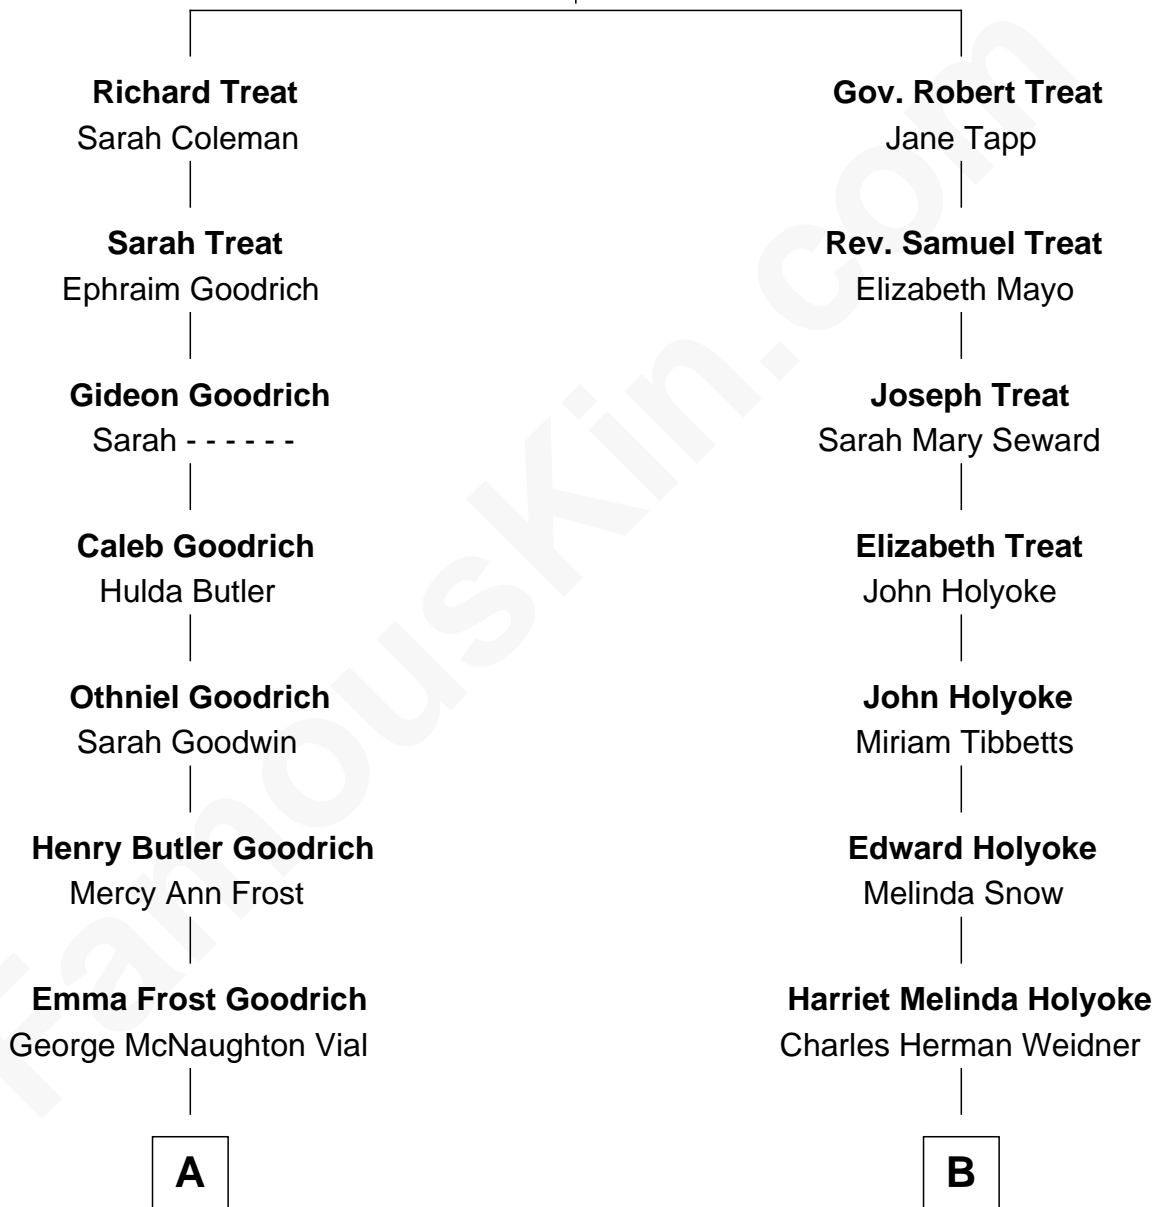 Richard Treat
Sarah Coleman
Sarah Treat
Ephraim Goodrich
Gideon Goodrich
Sarah - - - - - -
Caleb Goodrich
Hulda Butler
Othniel Goodrich
Sarah Goodwin
Henry Butler Goodrich
Mercy Ann Frost
Emma Frost Goodrich
George McNaughton Vial
A
Gov. Robert Treat
Jane Tapp
Rev. Samuel Treat
Elizabeth Mayo
Joseph Treat
Sarah Mary Seward
Elizabeth Treat
John Holyoke
John Holyoke
Miriam Tibbetts
Edward Holyoke
Melinda Snow
Harriet Melinda Holyoke
Charles Herman Weidner
B
FamousKin.com